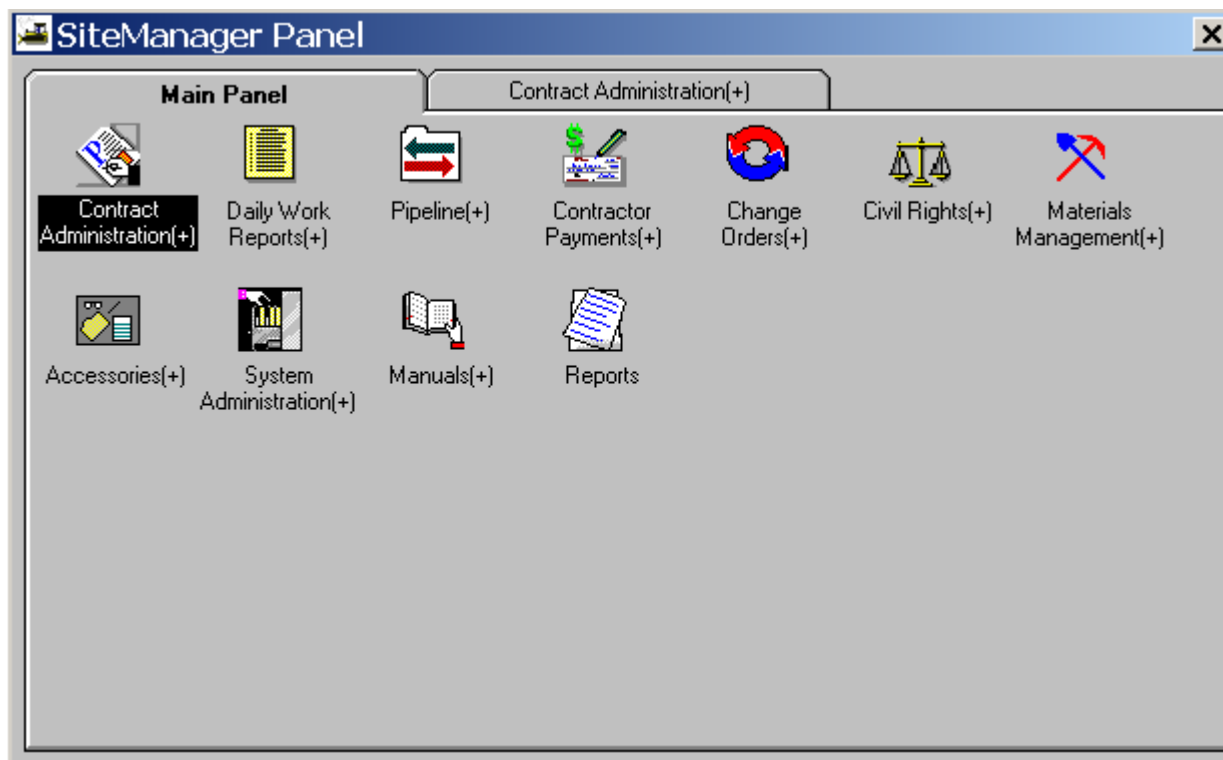 SiteManager Panel
Main Panel
Contract Administration(+)
Contract
Administration(+)
Daily Work
Reports(+)
Pipeline(+)
Contractor
Payments(+)
Change
Orders(+)
Civil Rights(+)
Materials
Management(+)
Accessories(+)
System
Administration(+)
Manuals(+)
Reports